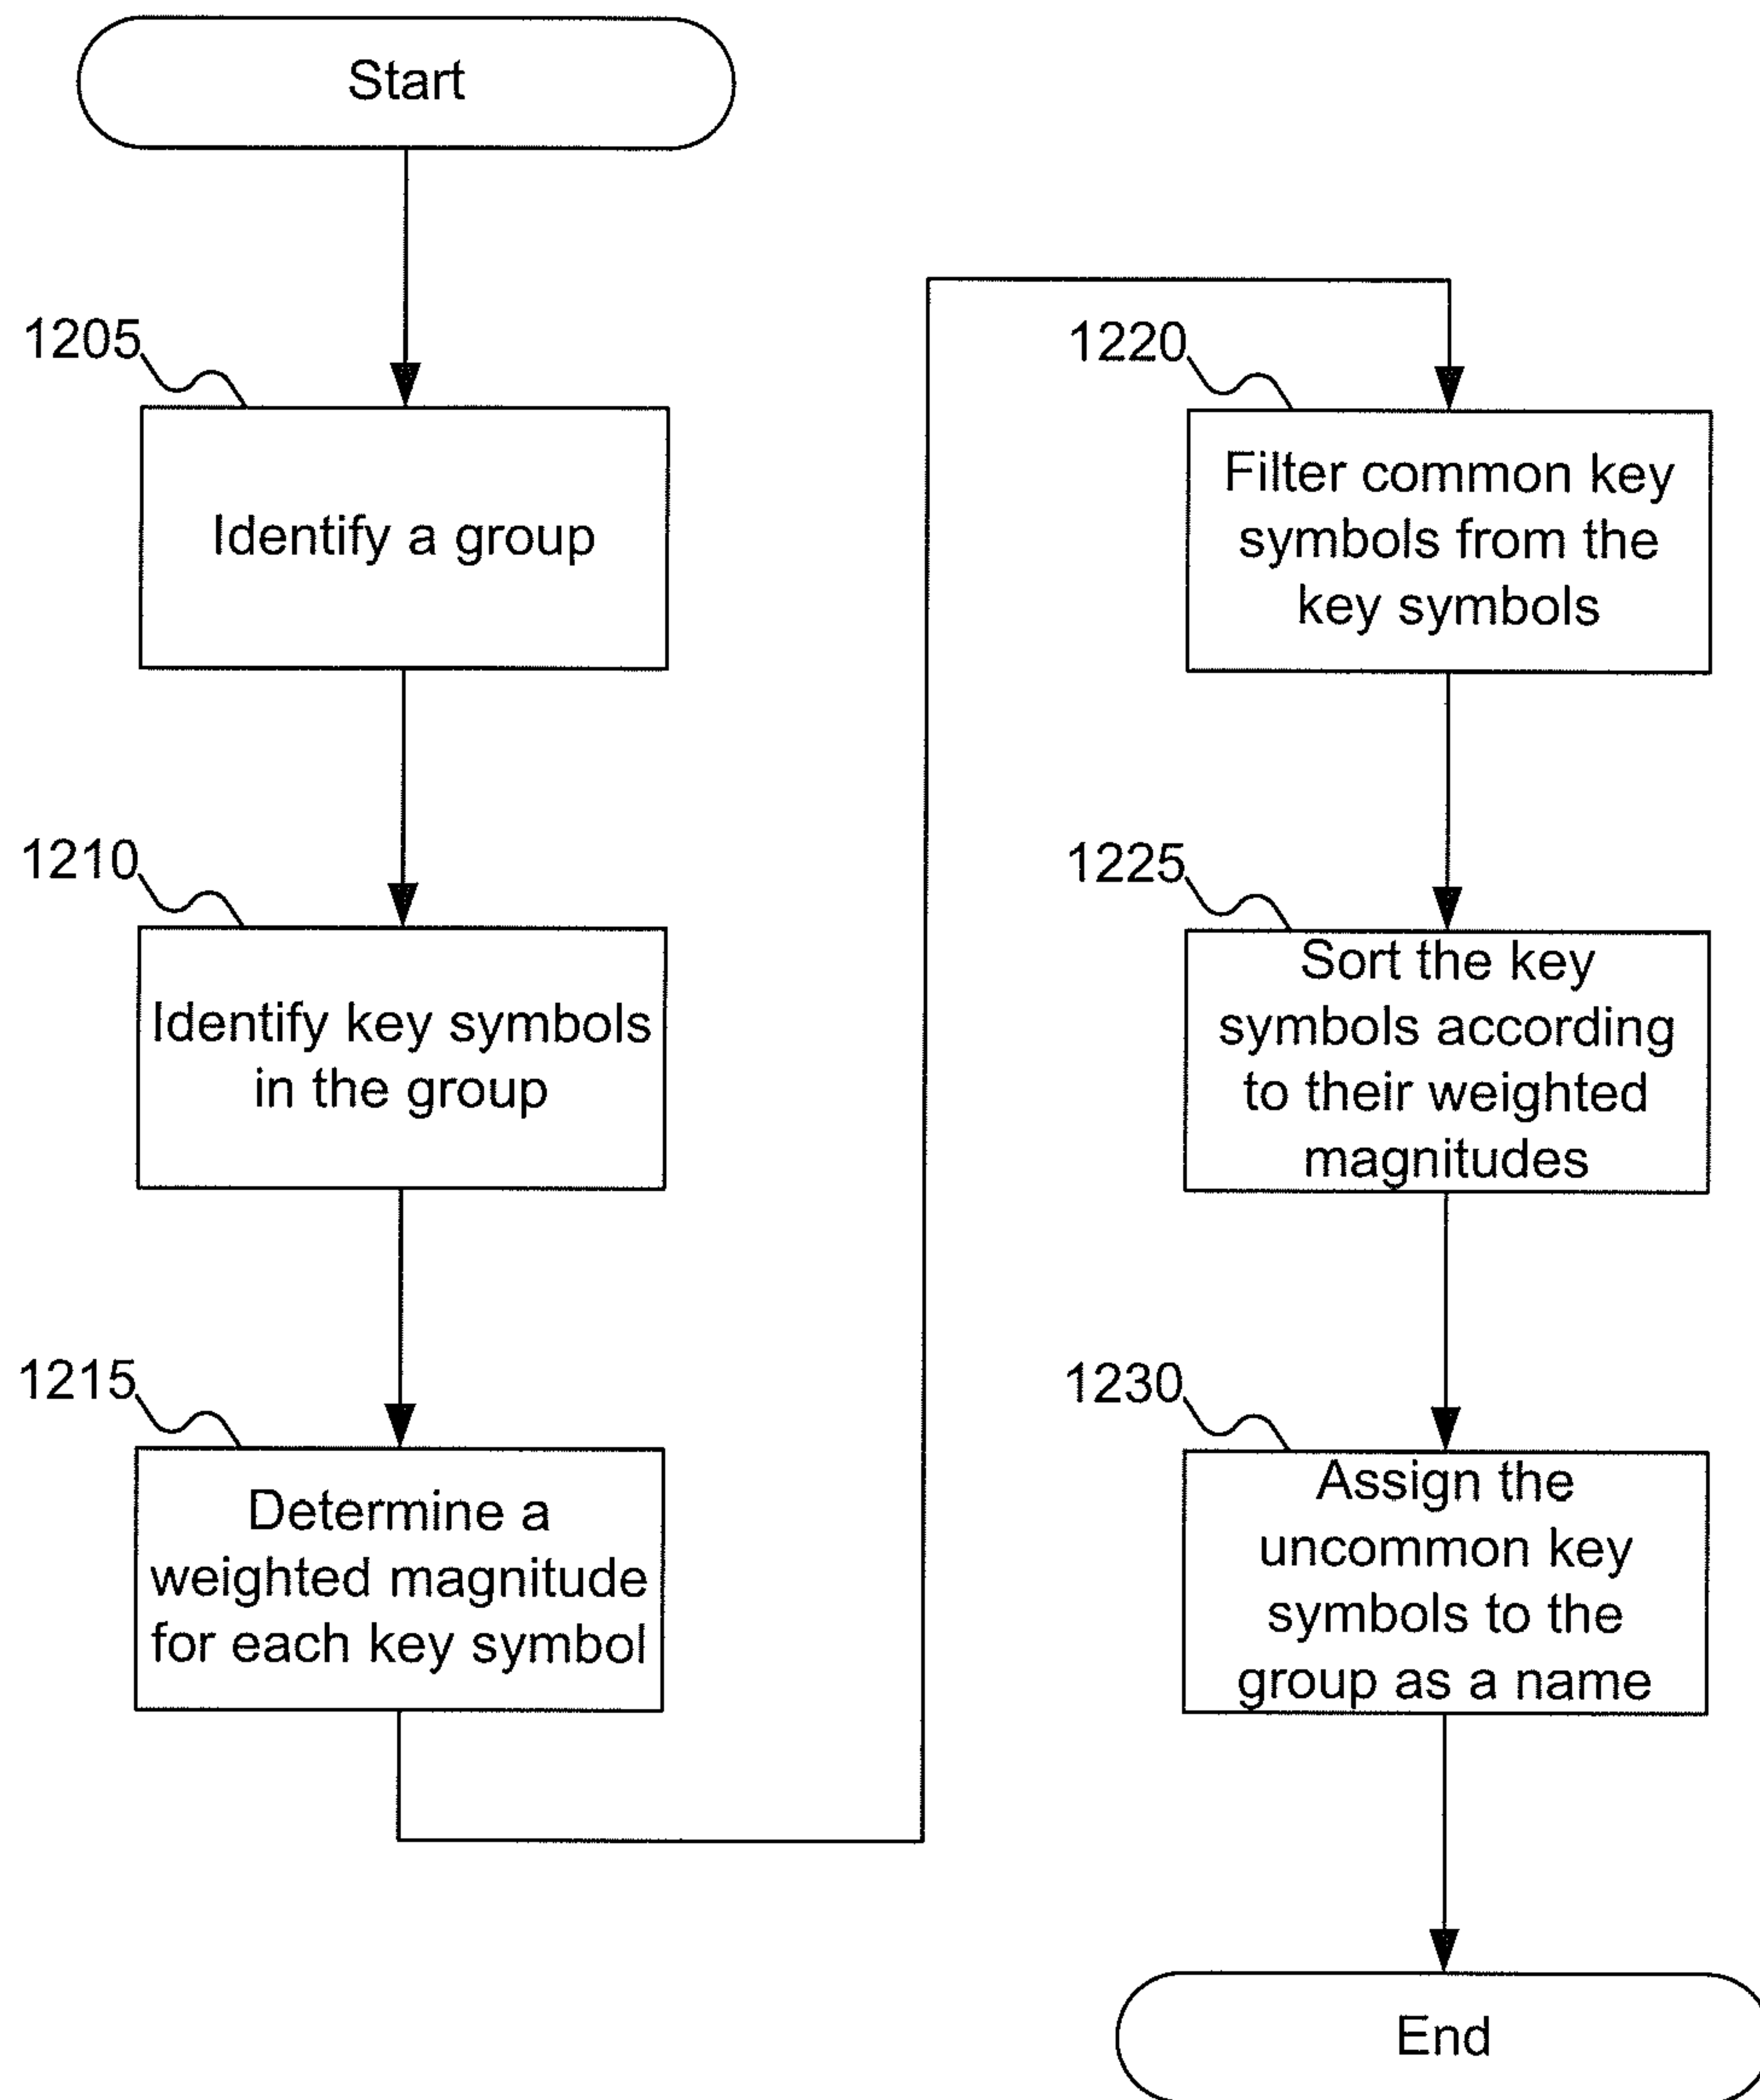 Start
1205
Identify a group
1210
Identify key symbols
in the group
1215
Determine a
weighted magnitude
for each key symbol
1220
Filter common key
symbols from the
key symbols
1225
Sort the key
symbols according
to their weighted
magnitudes
1230
Assign the
uncommon key
symbols to the
group as a name
End